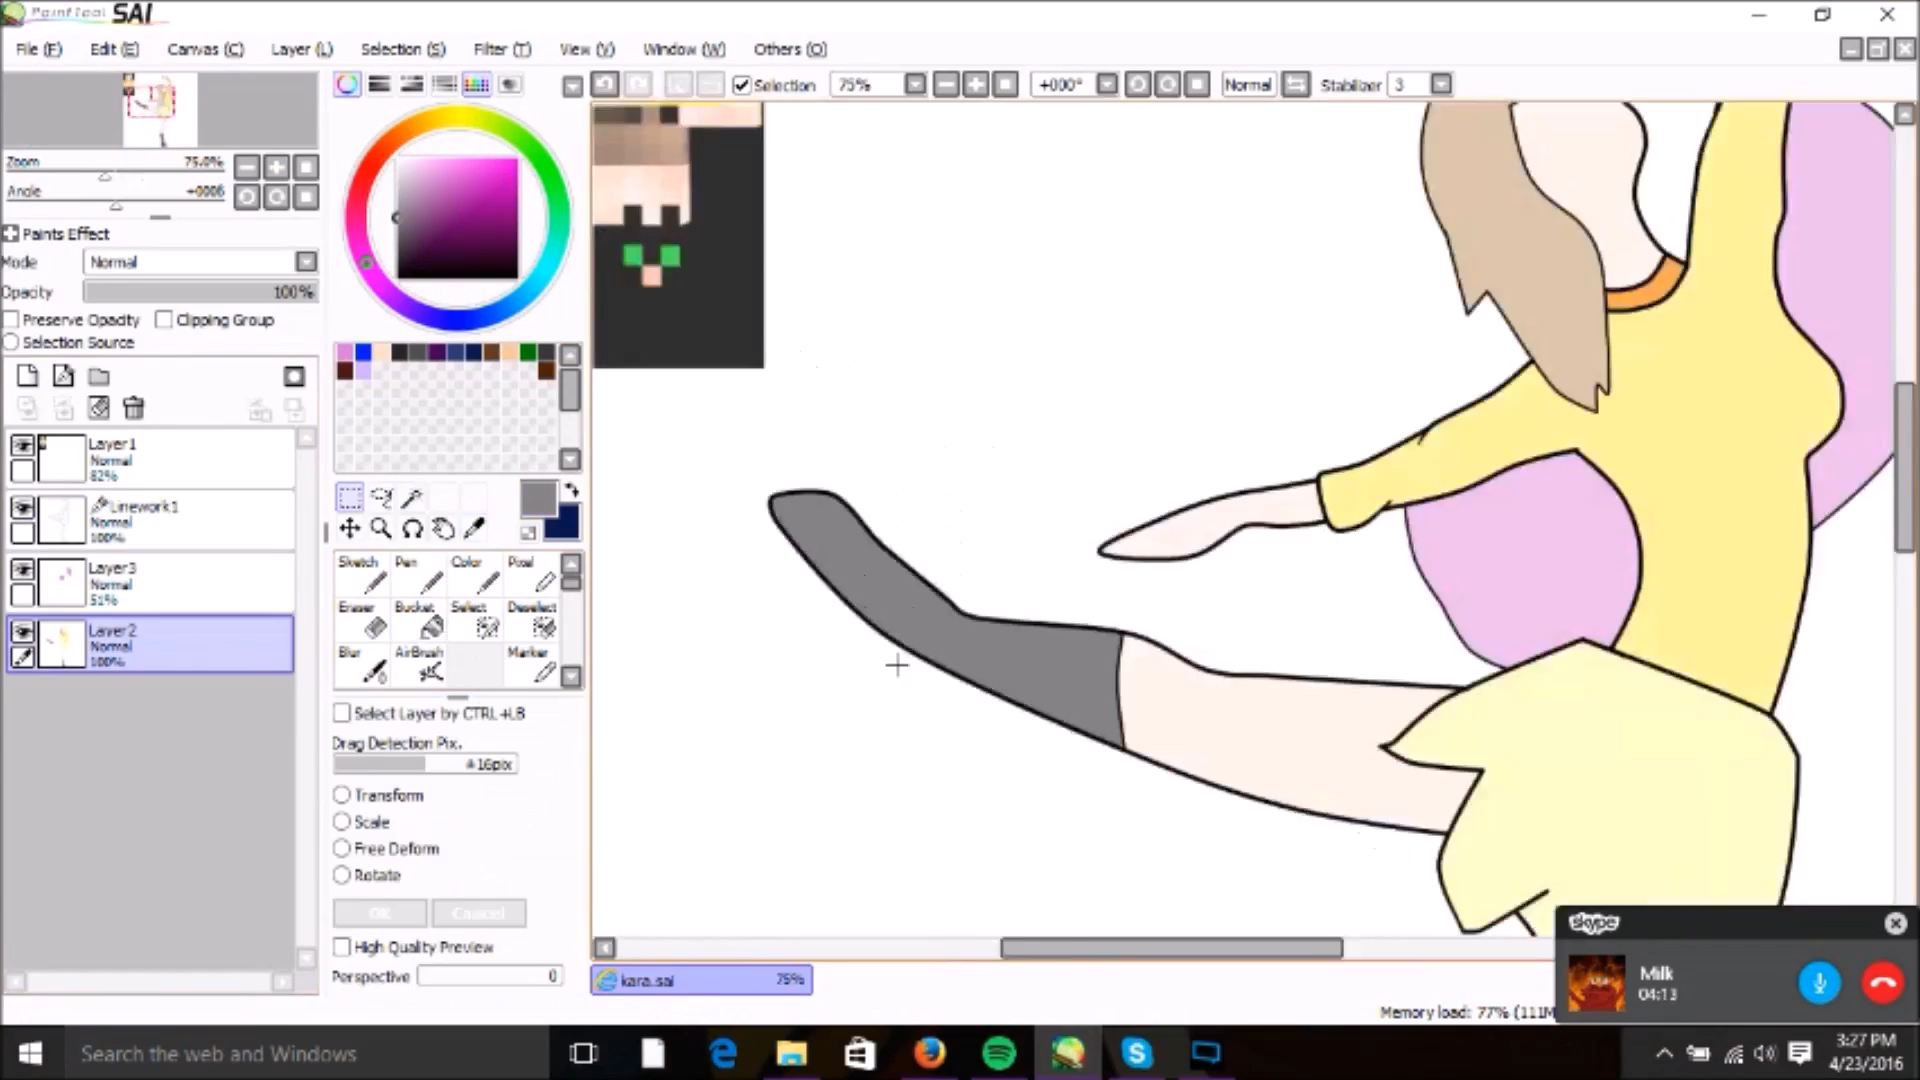 PaintTool SAI
File (F) Edit (E) Canvas (C) Layer (L) Selection (S) Filter (T) View (V) Window (W) Others (O)
Selection 75% +000° Normal Stabilizer 3
Zoom 75.0%
Angle +000δ
Paints Effect
Mode Normal
Opacity 100%
Preserve Opacity Clipping Group
Selection Source
Layer1
Normal
82%
Linework1
Normal
100%
Layer3
Normal
51%
Layer2
Normal
100%
Sketch Pen Color Pixel
Eraser Bucket Select Deselect
Blur AirBrush Marker
Select Layer by CTRL+LB
Drag Detection Pix.
±16pix
Transform
Scale
Free Deform
Rotate
OK Cancel
High Quality Preview
Perspective 0
kara.sai 75%
Memory load: 77% (111M
skype
Milk
04:13
Search the web and Windows
3:27 PM
4/23/2016